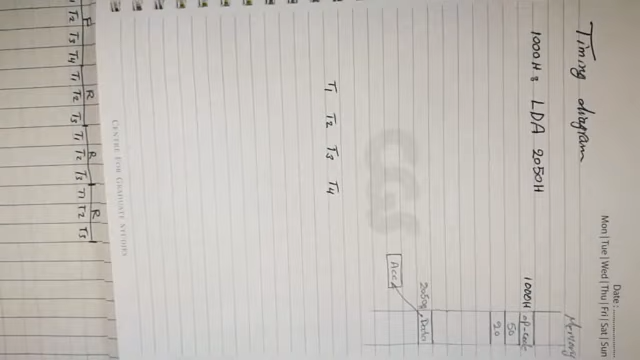 Date:
Mon | Tue | Wed | Thu | Fri | Sat | Sun
Timing diagram
Memory
1000H : LDA 2050H
1000H op-code
50
20
2050H Data
Acc
CGS
T1 T2 T3 T4
CENTRE FOR GRADUATE STUDIES
F R R R
T2 T3 T4 T1 T2 T3 T1 T2 T3 T1 T2 T3